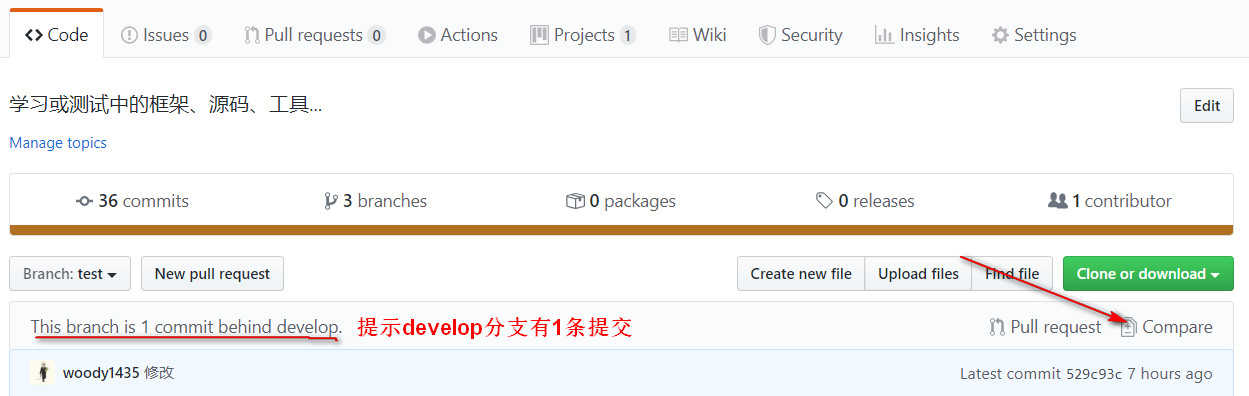 Code Issues 0 Pull requests 0 Actions Projects 1 Wiki Security Insights Settings
学习或测试中的框架、源码、工具... Edit
Manage topics
36 commits 3 branches 0 packages 0 releases 1 contributor
Branch: test New pull request Create new file Upload files Find file Clone or download
This branch is 1 commit behind develop. 提示develop分支有1条提交 Pull request Compare
woody1435 修改 Latest commit 529c93c 7 hours ago